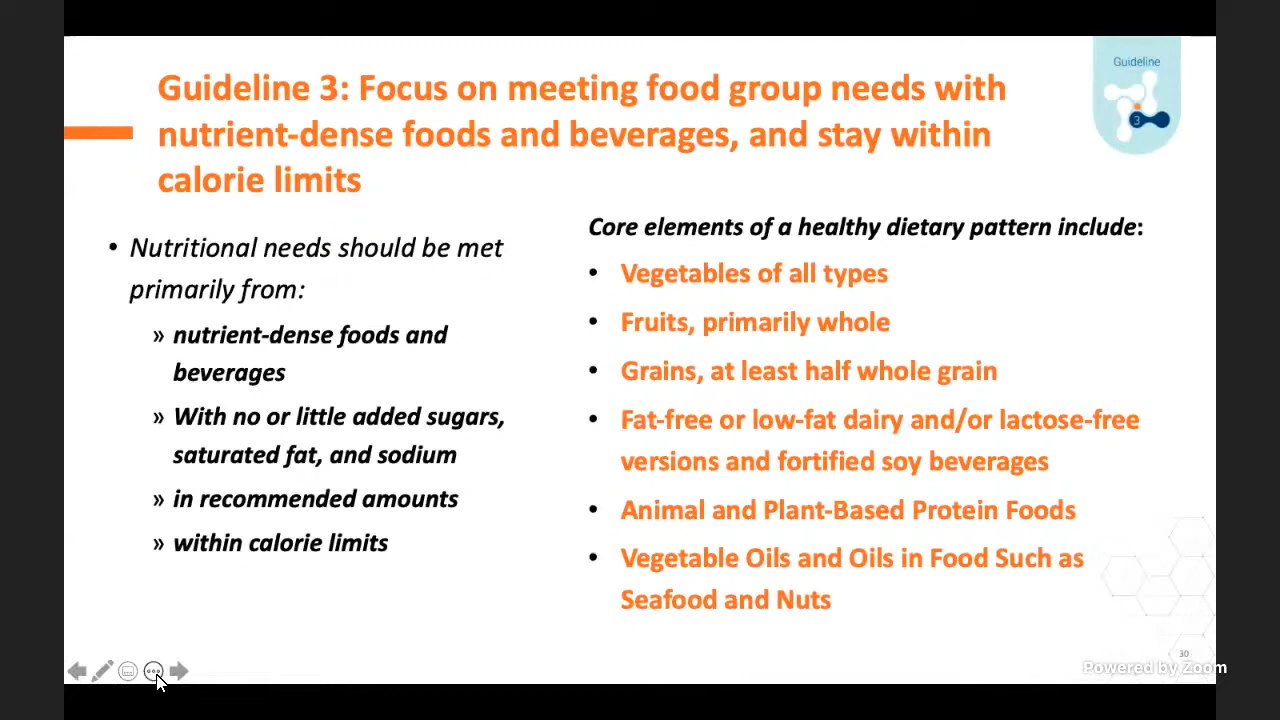 Guideline 3: Focus on meeting food group needs with
nutrient-dense foods and beverages, and stay within
calorie limits
Guideline
3
• Nutritional needs should be met
primarily from:
» nutrient-dense foods and
beverages
» With no or little added sugars,
saturated fat, and sodium
» in recommended amounts
» within calorie limits
Core elements of a healthy dietary pattern include:
• Vegetables of all types
• Fruits, primarily whole
• Grains, at least half whole grain
• Fat-free or low-fat dairy and/or lactose-free
versions and fortified soy beverages
• Animal and Plant-Based Protein Foods
• Vegetable Oils and Oils in Food Such as
Seafood and Nuts
30
Powered by Zoom